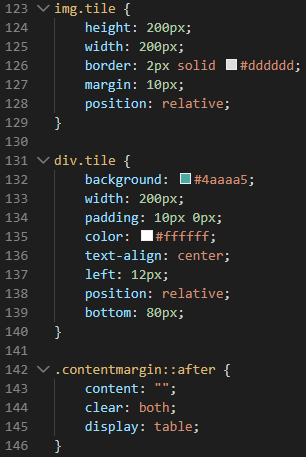 123 img.tile {
124     height: 200px;
125     width: 200px;
126     border: 2px solid #dddddd;
127     margin: 10px;
128     position: relative;
129 }
130
131 div.tile {
132     background: #4aaaa5;
133     width: 200px;
134     padding: 10px 0px;
135     color: #ffffff;
136     text-align: center;
137     left: 12px;
138     position: relative;
139     bottom: 80px;
140 }
141
142 .contentmargin::after {
143     content: "";
144     clear: both;
145     display: table;
146 }